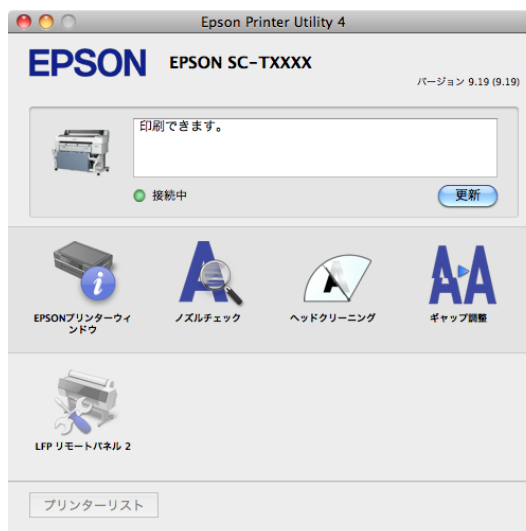 Epson Printer Utility 4
EPSON
EPSON SC-TXXXX
バージョン 9.19 (9.19)
印刷できます。
接続中
更新
EPSONプリンターウィ
ンドウ
ノズルチェック
ヘッドクリーニング
ギャップ調整
LFP リモートパネル 2
プリンターリスト